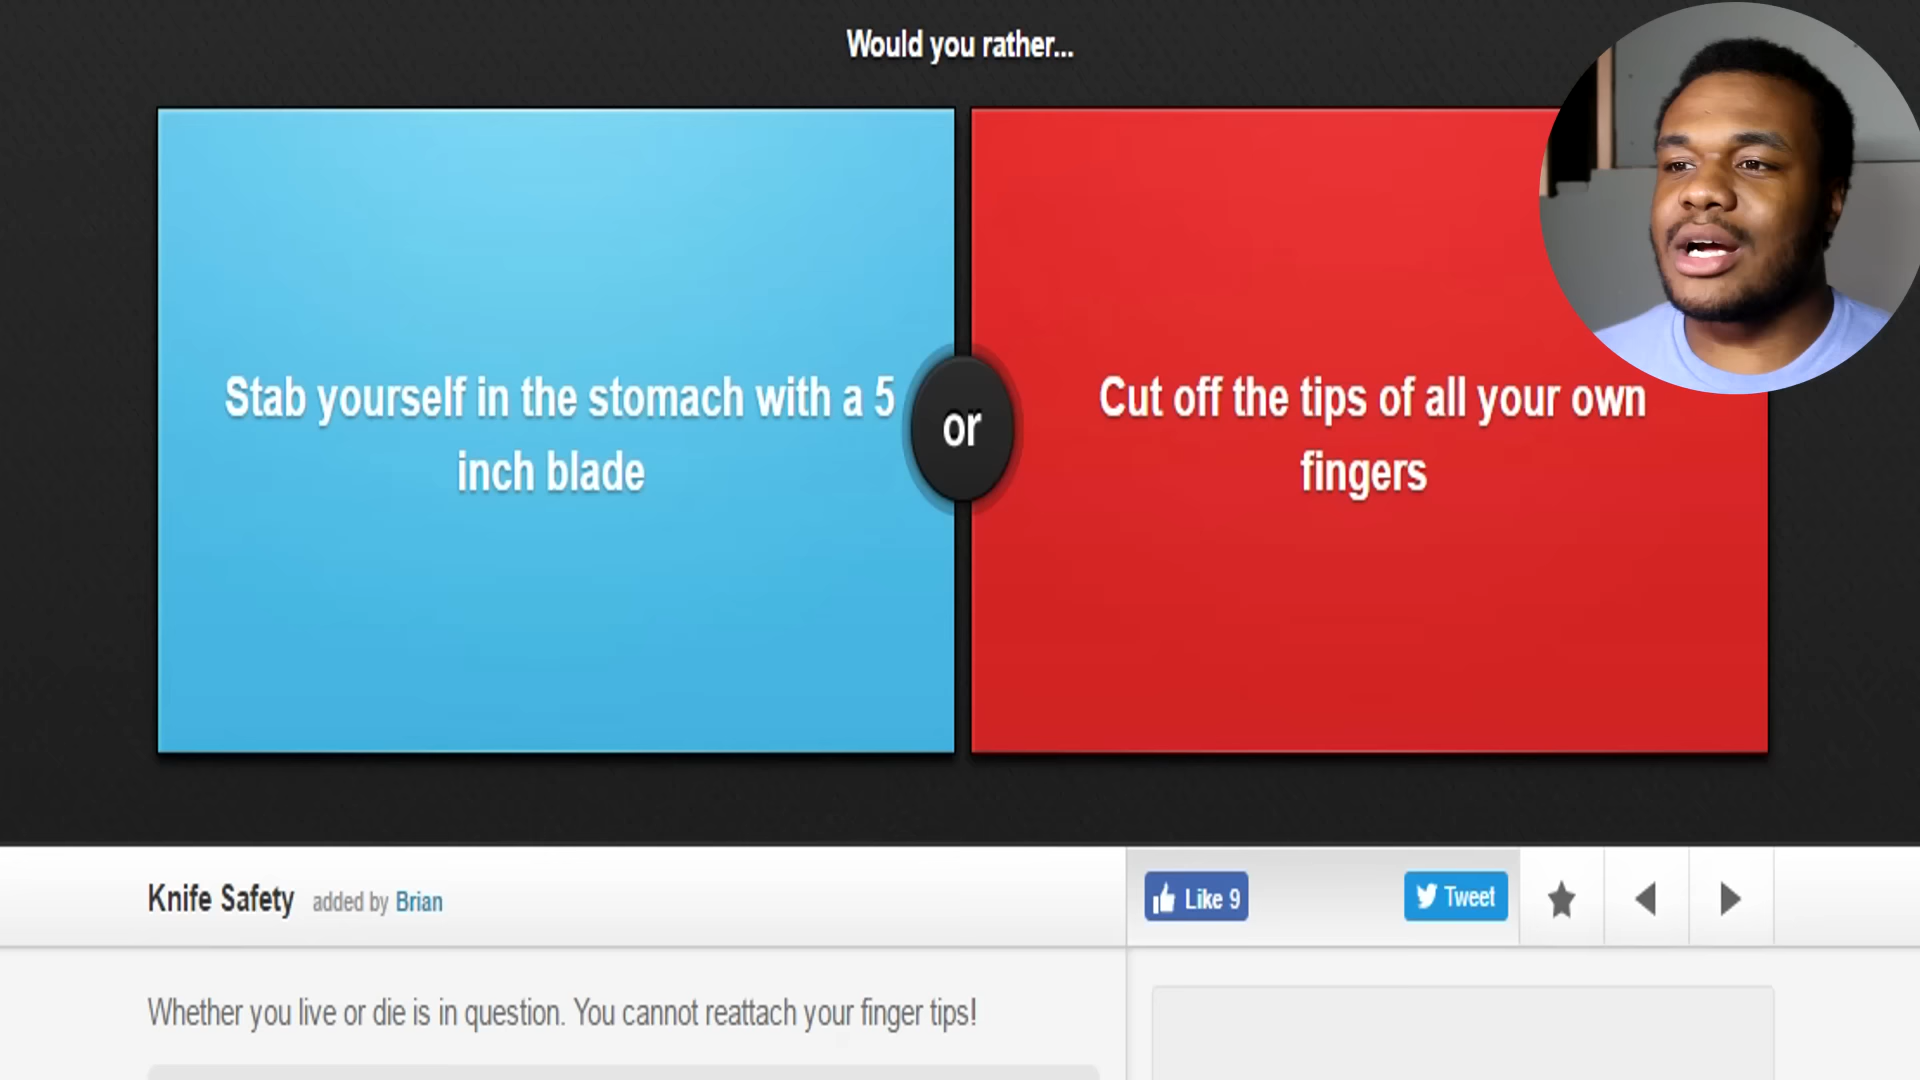 Would you rather...
Stab yourself in the stomach with a 5
inch blade
or
Cut off the tips of all your own
fingers
Knife Safety added by Brian
Like 9
Tweet
Whether you live or die is in question. You cannot reattach your finger tips!